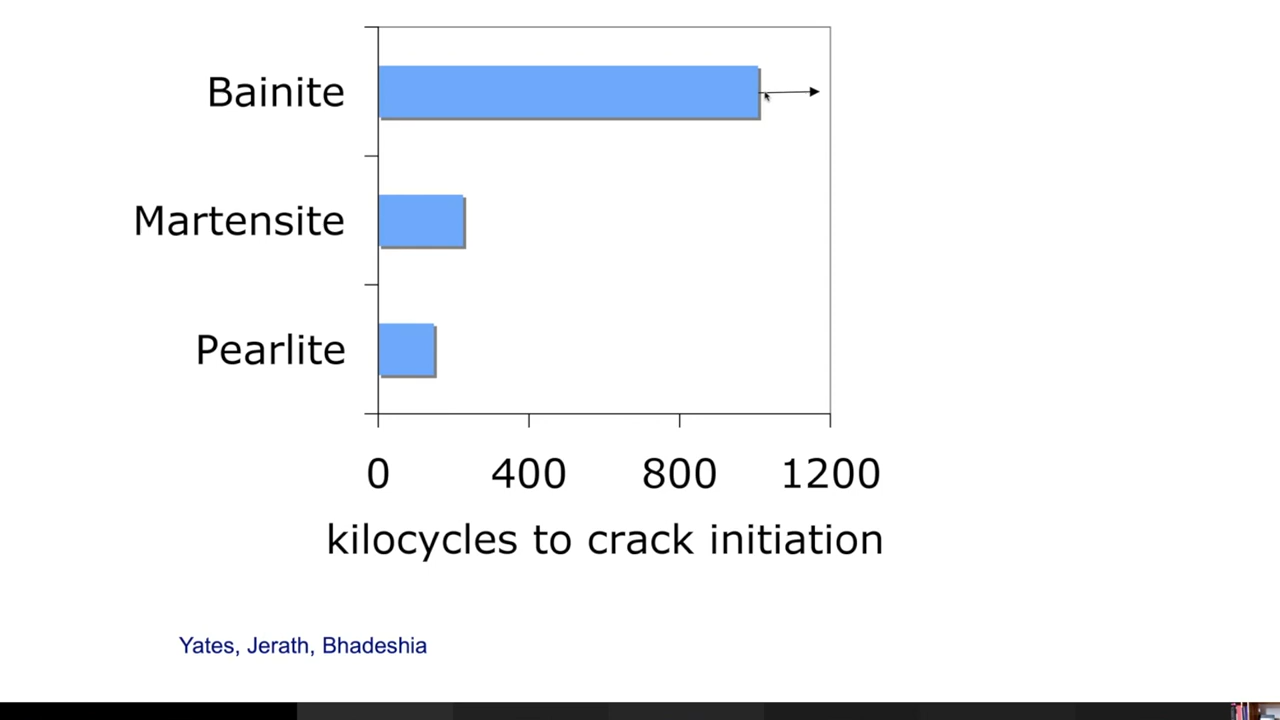 Bainite
Martensite
Pearlite
0 400 800 1200
kilocycles to crack initiation
Yates, Jerath, Bhadeshia